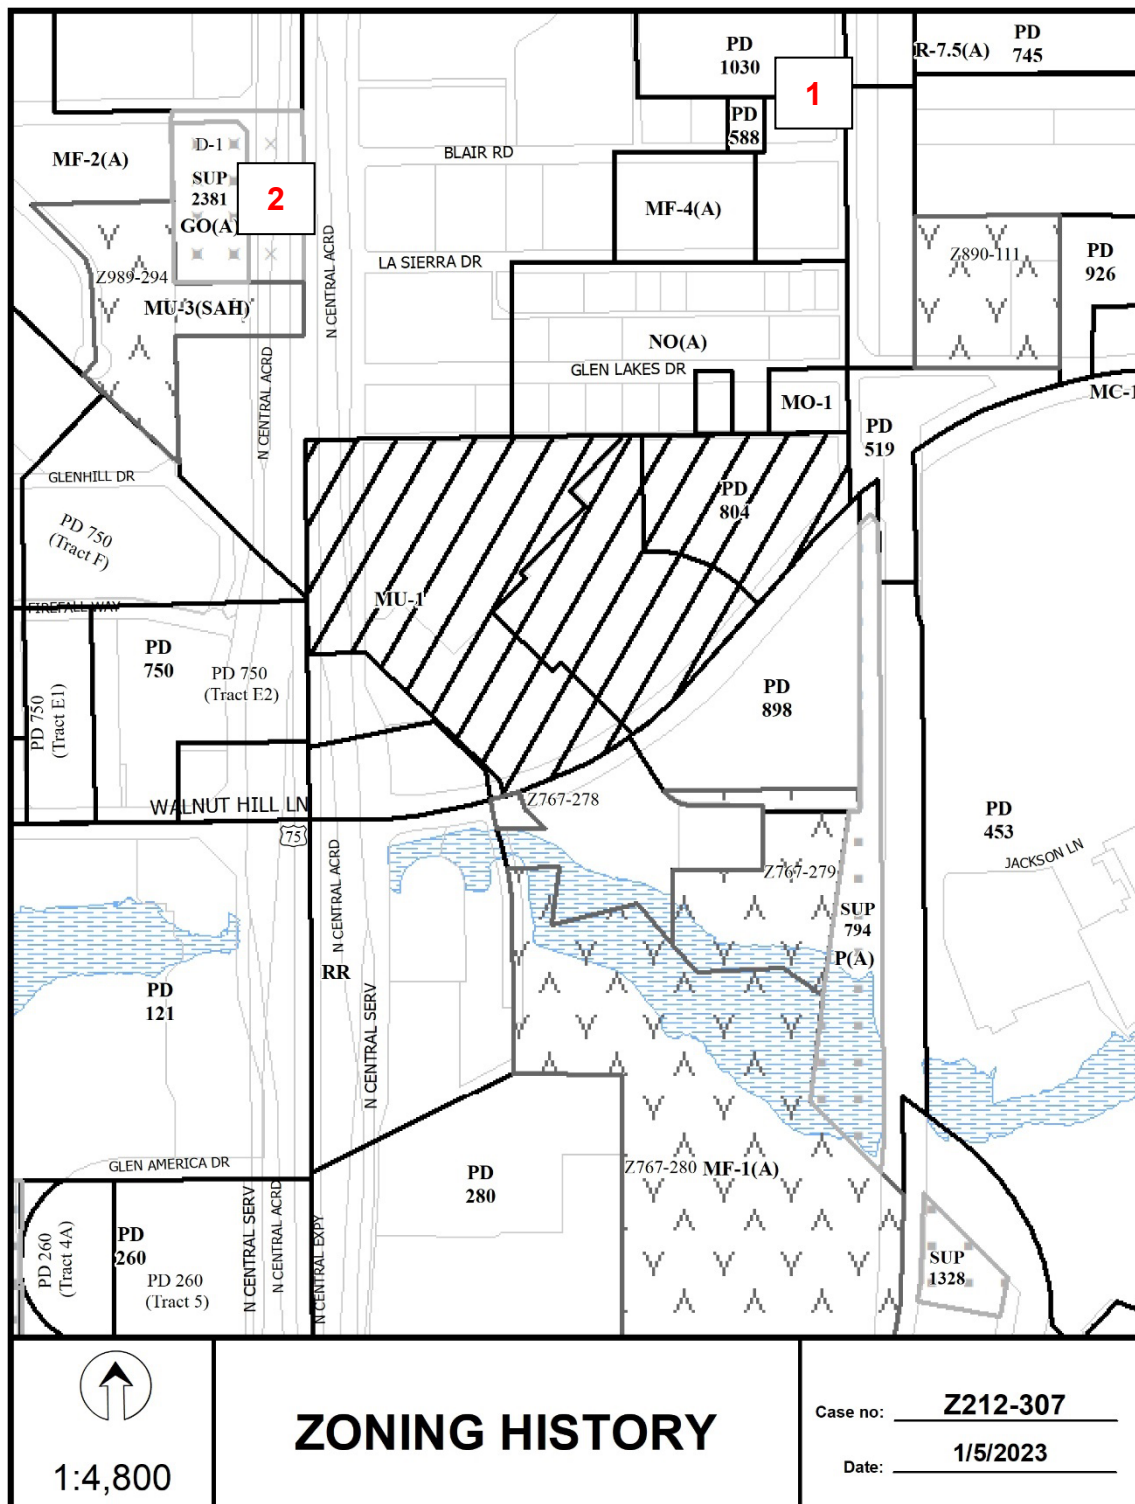 PD
1030
1
R-7.5(A)
PD
745
PD
588
BLAIR RD
MF-2(A)
D-1
SUP
2381
GO(A)
2
MF-4(A)
LA SIERRA DR
N CENTRAL ACRD
Z989-294
MU-3(SAH)
Z890-111
PD
926
NO(A)
GLEN LAKES DR
N CENTRAL ACRD
MO-1
MC-1
PD
519
GLENHILL DR
PD 750
(Tract F)
PD
804
MU-1
FIREFALL WAY
PD
750
PD 750
(Tract E2)
PD 750
(Tract E1)
PD
898
WALNUT HILL LN
75
Z767-278
PD
453
JACKSON LN
Z767-279
N CENTRAL ACRD
SUP
794
P(A)
PD
121
RR
N CENTRAL SERV
GLEN AMERICA DR
PD
280
Z767-280
MF-1(A)
PD 260
(Tract 4A)
PD
260
PD 260
(Tract 5)
N CENTRAL SERV
N CENTRAL ACRD
N CENTRAL EXPY
SUP
1328
1:4,800
ZONING HISTORY
Case no: Z212-307
Date: 1/5/2023